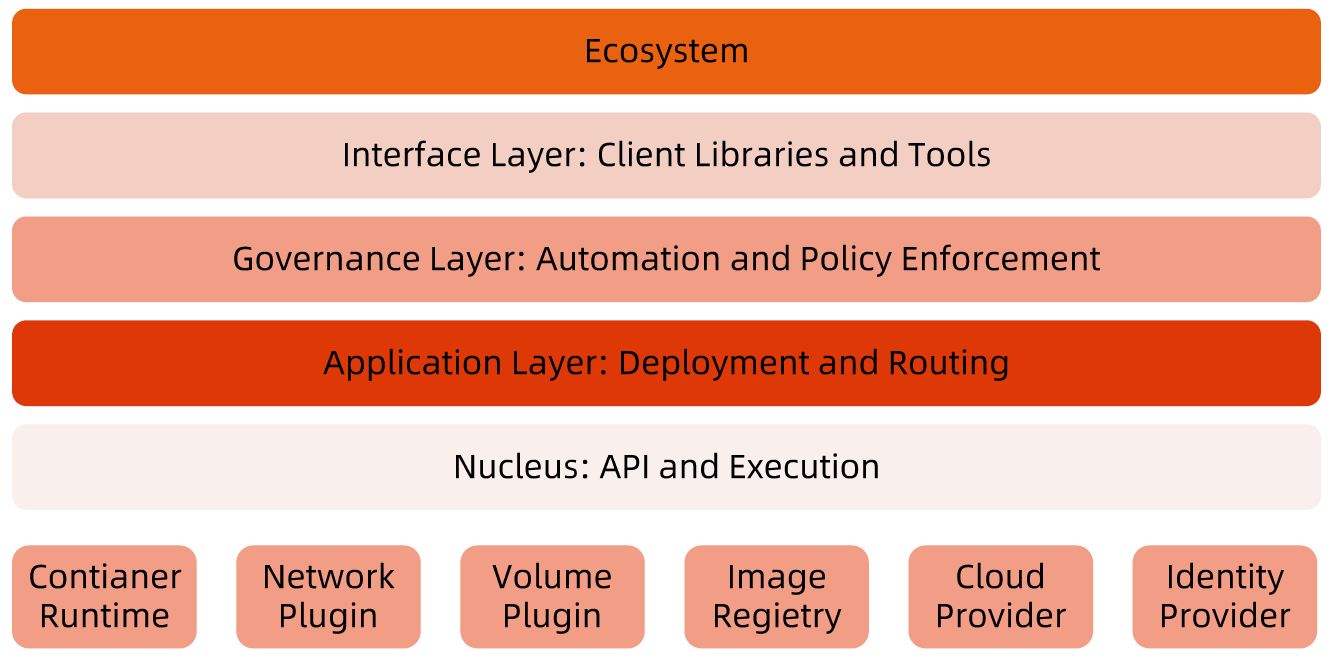 Ecosystem
Interface Layer: Client Libraries and Tools
Governance Layer: Automation and Policy Enforcement
Application Layer: Deployment and Routing
Nucleus: API and Execution
Contianer
Runtime
Network
Plugin
Volume
Plugin
Image
Registry
Cloud
Provider
Identity
Provider